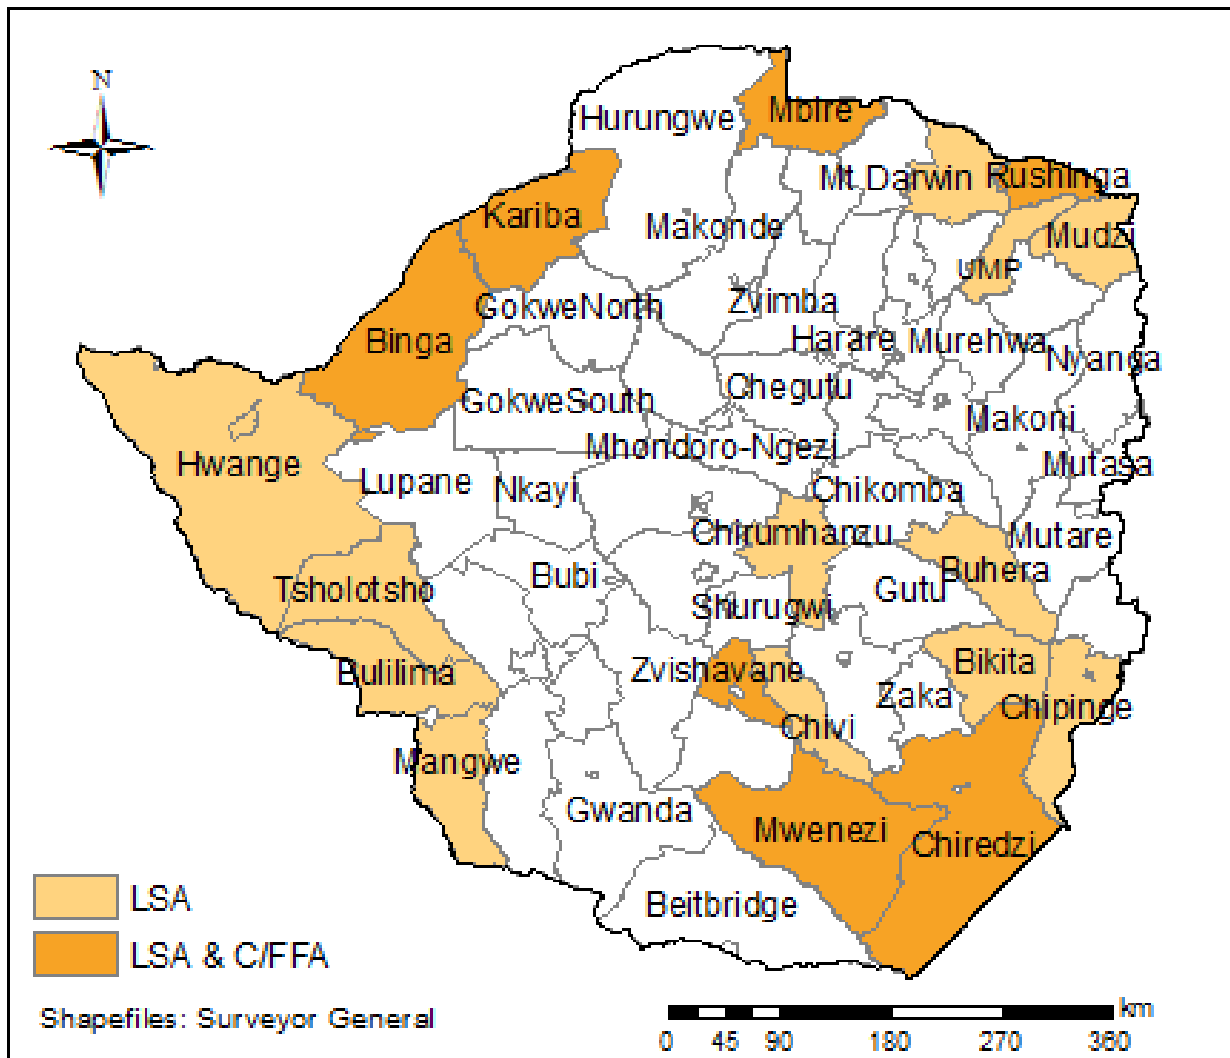 N
Hurungwe
Mbire
Mt.Darwin
Rushinga
Kariba
Makonde
Mudzi
UMP
GokweNorth
Zvimba
Binga
Harare
Murehwa
Nyanga
GokweSouth
Chegutu
Makoni
Mhondoro-Ngezi
Hwange
Lupane
Nkayi
Chikomba
Mutasa
Chirumhanzu
Mutare
Tsholotsho
Bubi
Shurugwi
Gutu
Buhera
Bulilima
Zvishavane
Zaka
Bikita
Chipinge
Chivi
Mangwe
Gwanda
Mwenezi
Chiredzi
Beitbridge
LSA
LSA & C/FFA
Shapefiles: Surveyor General
km
0 45 90 180 270 360